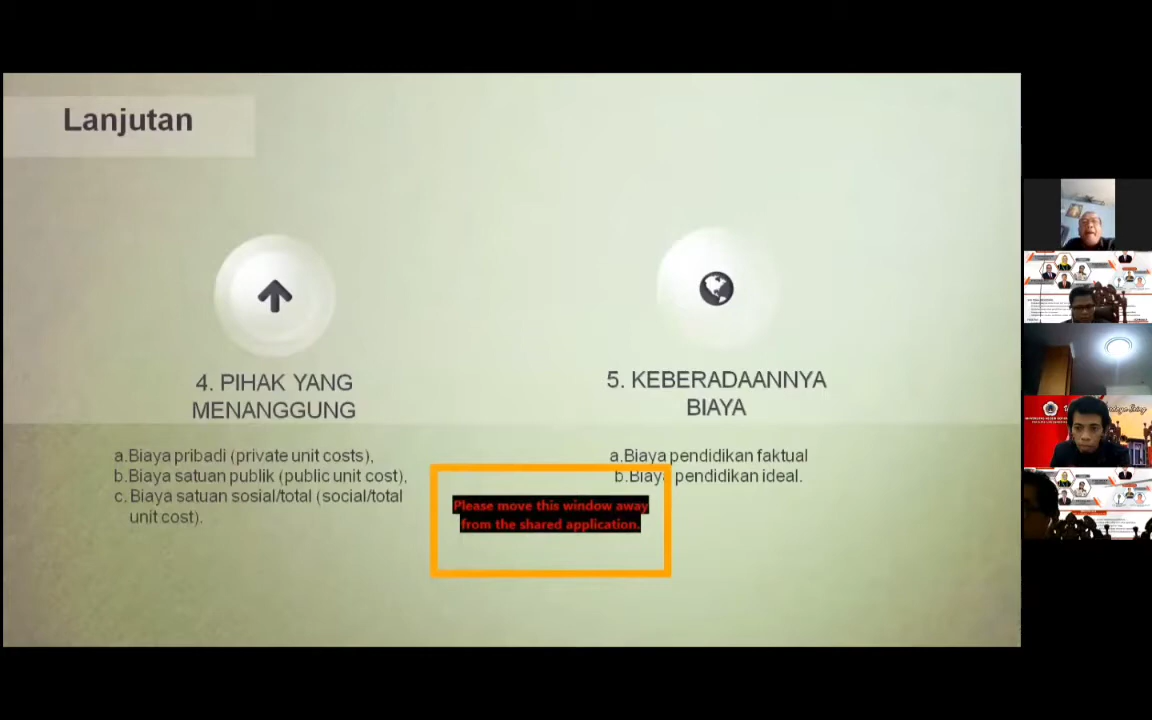 Lanjutan
4. PIHAK YANG
MENANGGUNG
a.Biaya pribadi (private unit costs),
b.Biaya satuan publik (public unit cost),
c. Biaya satuan sosial/total (social/total
unit cost).
5. KEBERADAANNYA
BIAYA
a.Biaya pendidikan faktual
b.Biaya pendidikan ideal.
Please move this window away
from the shared application.